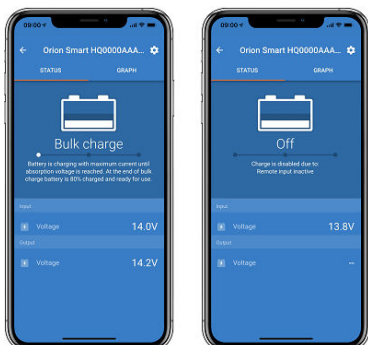 09:00
Orion Smart HQ0000AAA...
STATUS
GRAPH
Bulk charge
Battery is charging with maximum current until
absorption voltage is reached. At the end of bulk
charge battery is 80% charged and ready for use.
Input
Voltage
14.0V
Output
Voltage
14.2V
09:00
Orion Smart HQ0000AAA...
STATUS
GRAPH
Off
Charge is disabled due to:
Remote input inactive
Input
Voltage
13.8V
Output
Voltage
--